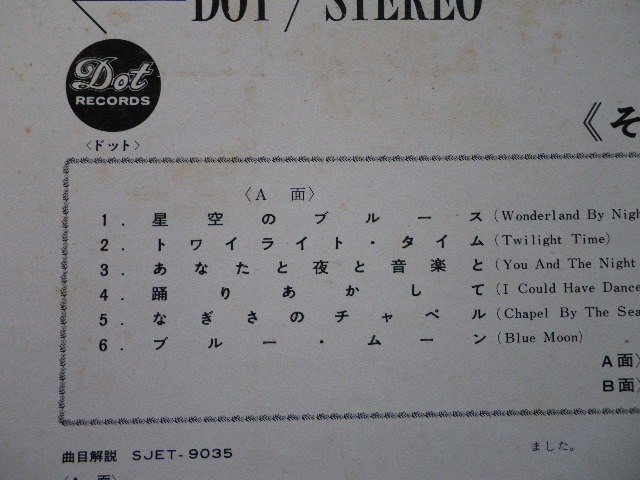 DOT / STEREO
Dot
RECORDS
〈ドット〉
《そ
〈A 面〉
1. 星空のブルース (Wonderland By Nigh
2. トワイライト・タイム (Twilight Time)
3. あなたと夜と音楽と (You And The Night
4. 踊りあかして (I Could Have Dance
5. なぎさのチャペル (Chapel By The Sea
6. ブルー・ムーン (Blue Moon)
A面〉
B面〉
曲目解説 SJET-9035
ました。
〈A 面〉